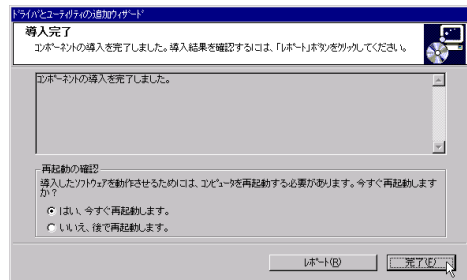 ドライバとユーティリティの追加ウィザード
導入完了
コンポーネントの導入を完了しました。導入結果を確認するには、「レポート」ボタンをクリックしてください。
コンポーネントの導入を完了しました。
再起動の確認
導入したソフトウェアを動作させるためには、コンピュータを再起動する必要があります。今すぐ再起動します
か?
はい、今すぐ再起動します。
いいえ、後で再起動します。
レポート(R)
完了(F)